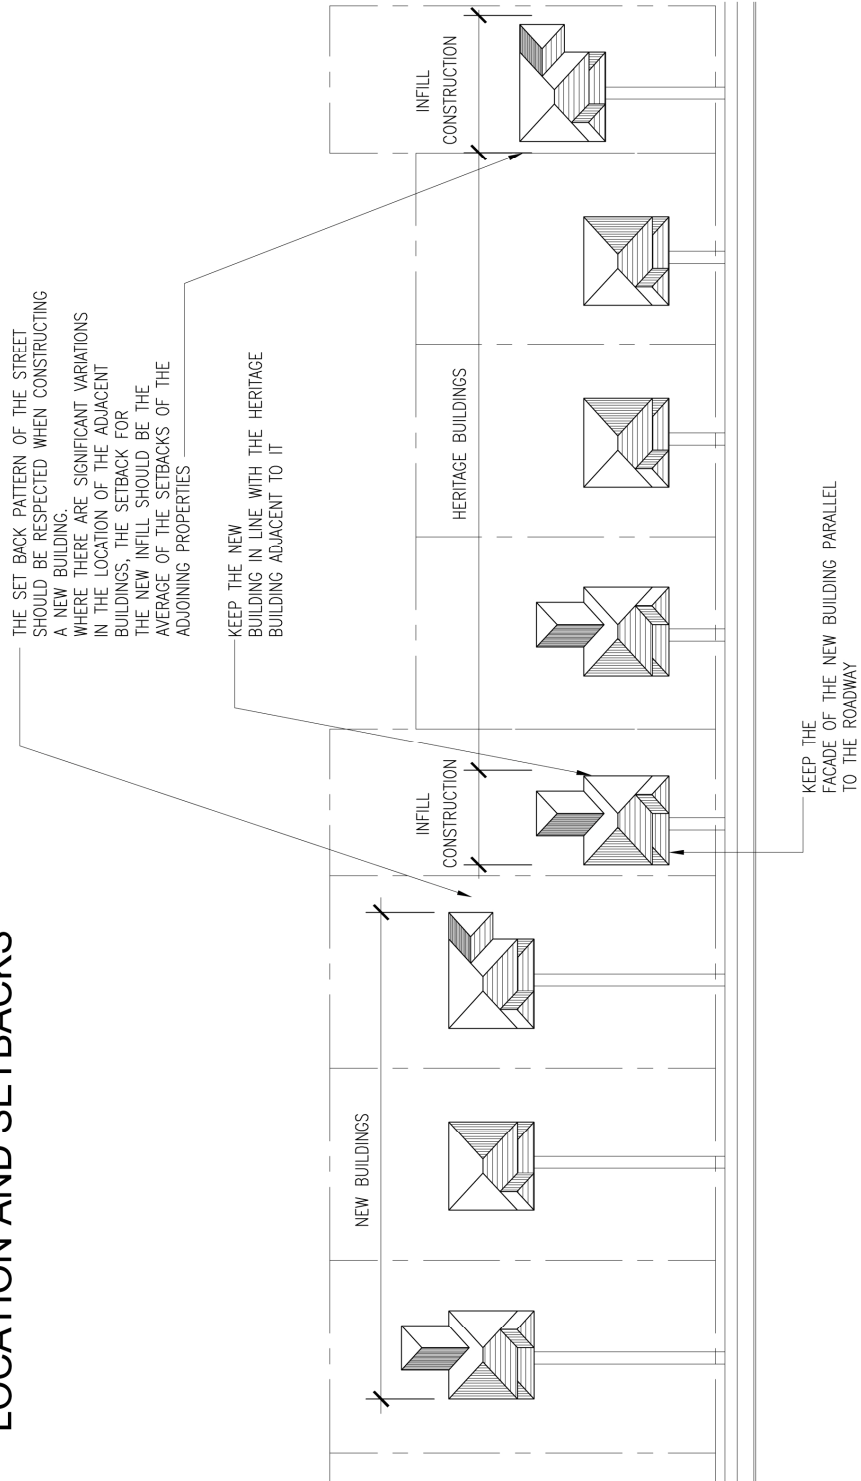 LOCATION AND SETBACKS
THE SET BACK PATTERN OF THE STREET
SHOULD BE RESPECTED WHEN CONSTRUCTING
A NEW BUILDING.
WHERE THERE ARE SIGNIFICANT VARIATIONS
IN THE LOCATION OF THE ADJACENT
BUILDINGS, THE SETBACK FOR
THE NEW INFILL SHOULD BE THE
AVERAGE OF THE SETBACKS OF THE
ADJOINING PROPERTIES
KEEP THE NEW
BUILDING IN LINE WITH THE HERITAGE
BUILDING ADJACENT TO IT
NEW BUILDINGS
INFILL
CONSTRUCTION
HERITAGE BUILDINGS
INFILL
CONSTRUCTION
KEEP THE
FACADE OF THE NEW BUILDING PARALLEL
TO THE ROADWAY